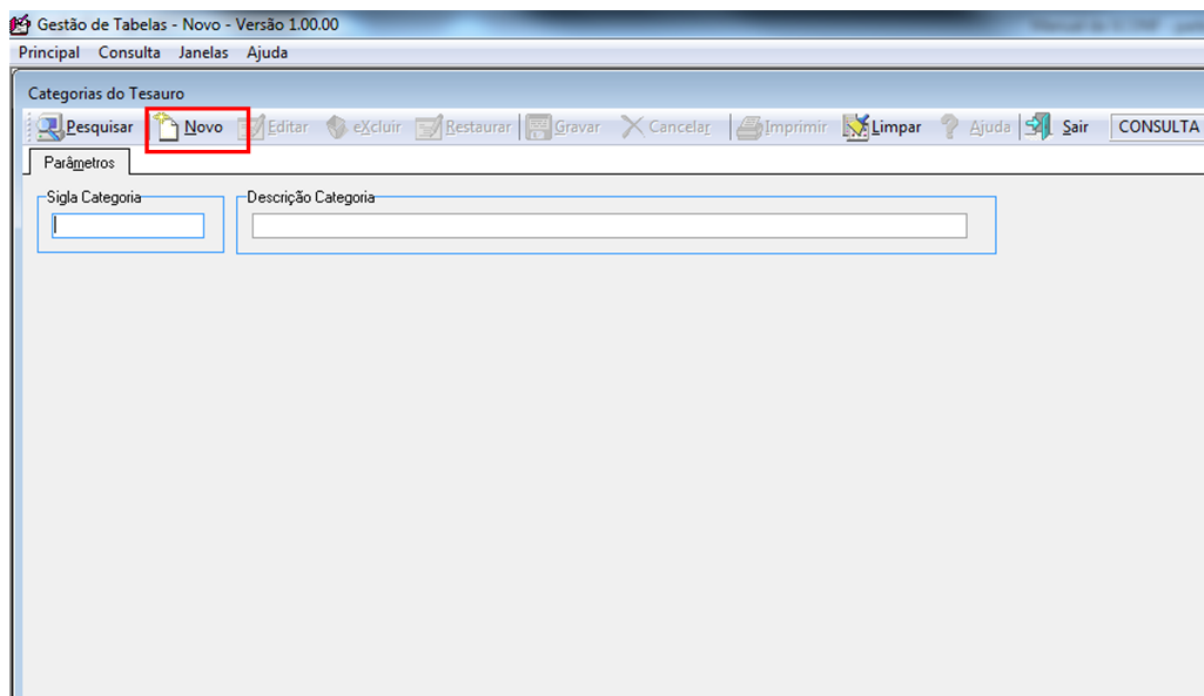 Gestão de Tabelas - Novo - Versão 1.00.00
Principal Consulta Janelas Ajuda
Categorias do Tesauro
Pesquisar Novo Editar eXcluir Restaurar Gravar Cancelar Imprimir Limpar Ajuda Sair CONSULTA
Parâmetros
Sigla Categoria Descrição Categoria